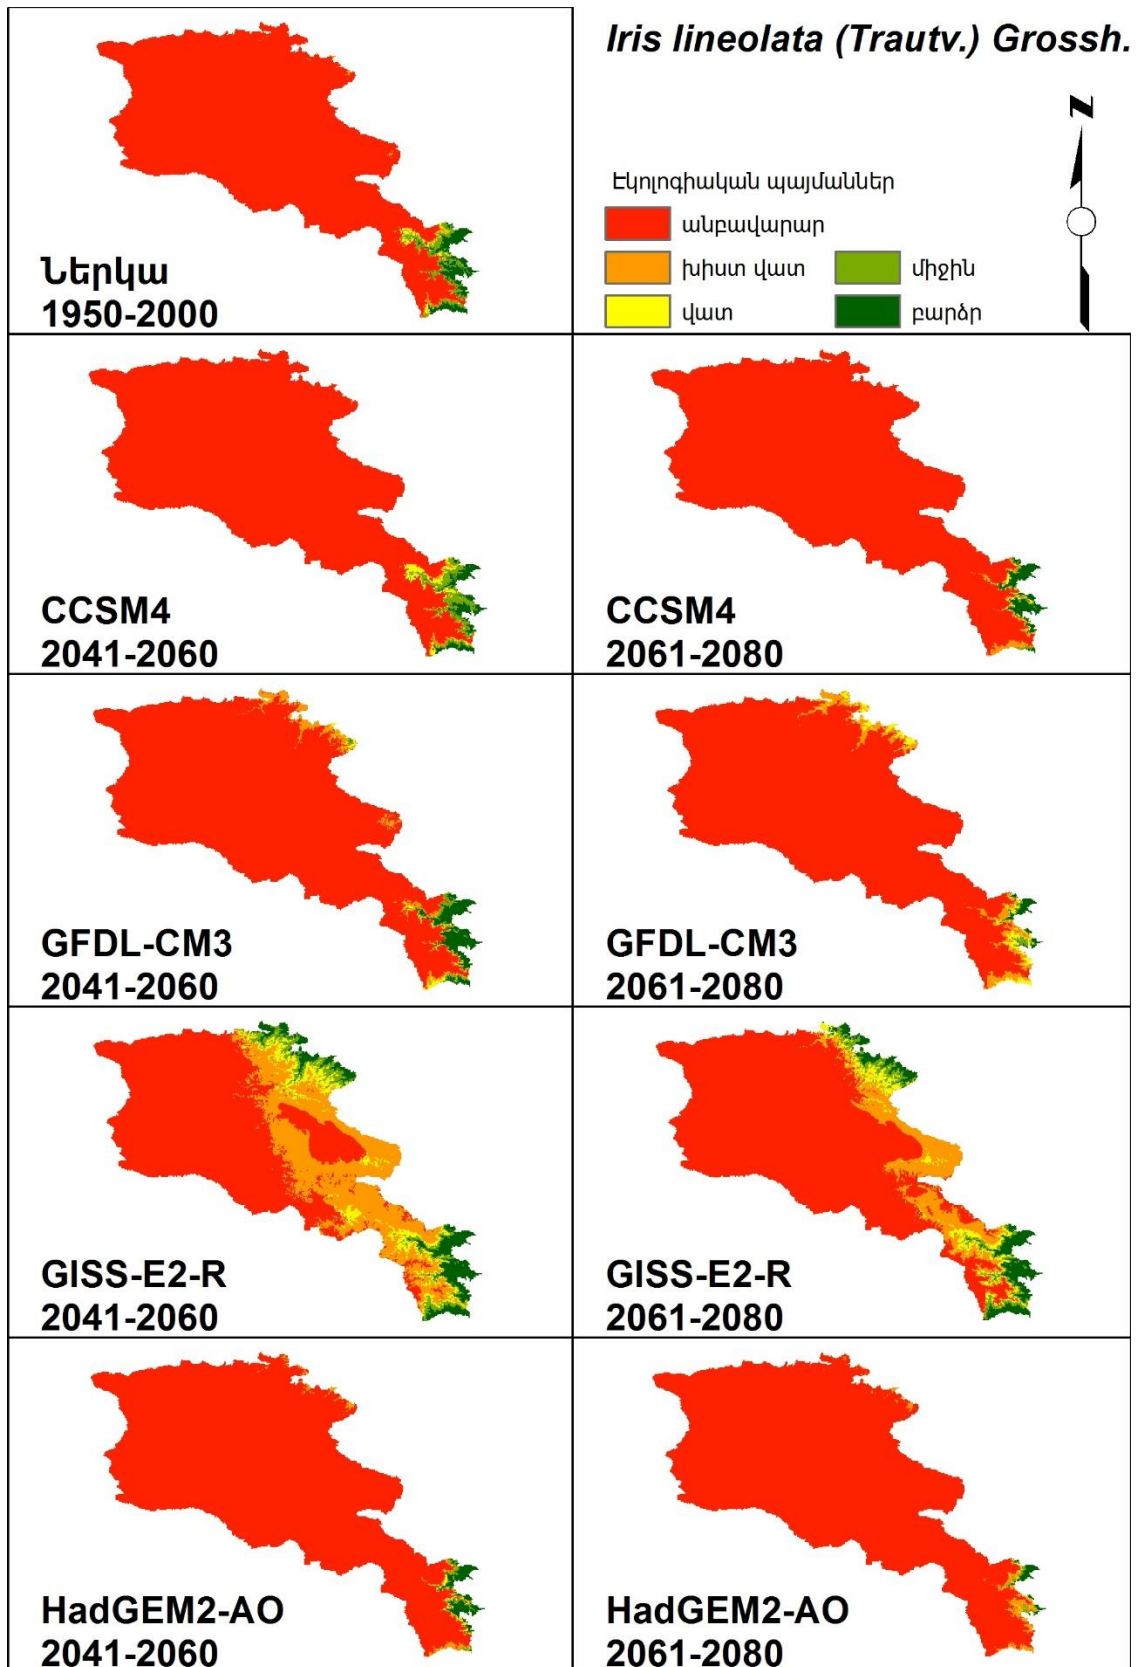 Iris lineolata (Trautv.) Grossh.
N
Էկոլոգիական պայմաններ
անբավարար
խիստ վատ
միջին
վատ
բարձր
Ներկա
1950-2000
CCSM4
2041-2060
CCSM4
2061-2080
GFDL-CM3
2041-2060
GFDL-CM3
2061-2080
GISS-E2-R
2041-2060
GISS-E2-R
2061-2080
HadGEM2-AO
2041-2060
HadGEM2-AO
2061-2080